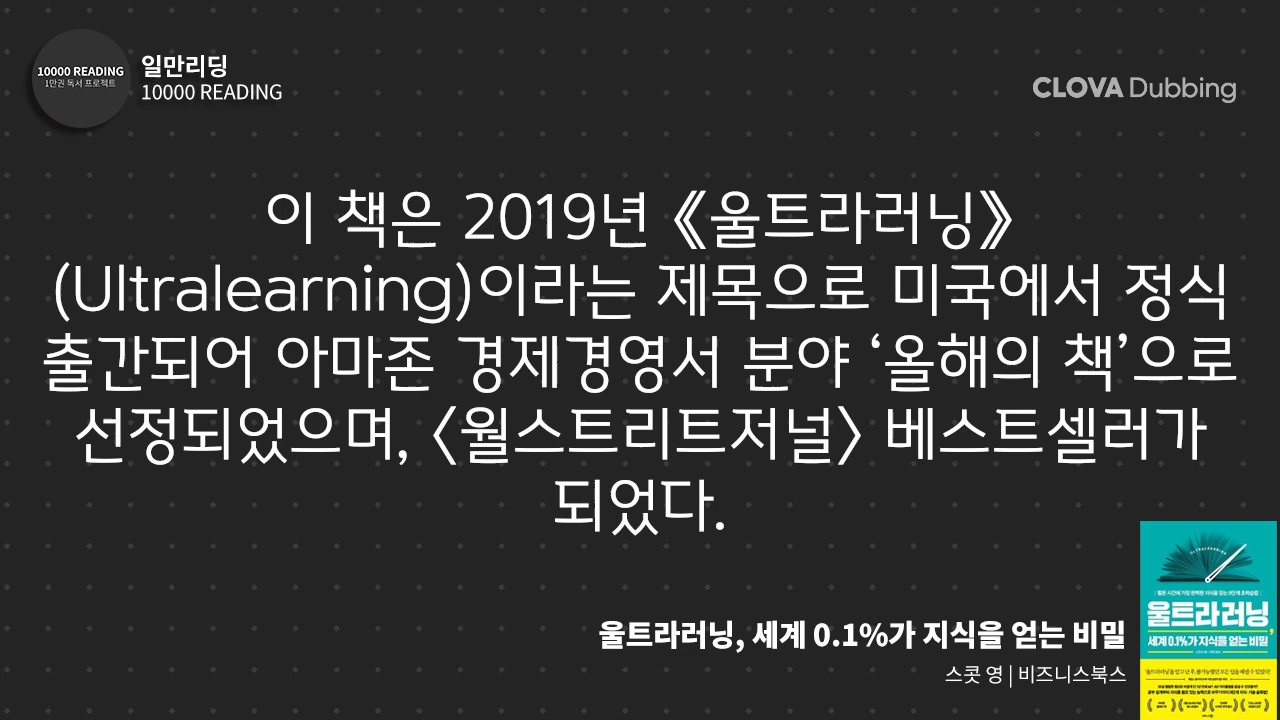 10000 READING
1만권 독서 프로젝트
일만리딩
10000 READING
CLOVA Dubbing
이 책은 2019년 《울트라러닝》
(Ultralearning)이라는 제목으로 미국에서 정식
출간되어 아마존 경제경영서 분야 ‘올해의 책’으로
선정되었으며, 〈월스트리트저널〉 베스트셀러가
되었다.
울트라러닝, 세계 0.1%가 지식을 얻는 비밀
스콧 영 | 비즈니스북스
ULTRALEARNING
울트라러닝,
세계 0.1%가 지식을 얻는 비밀